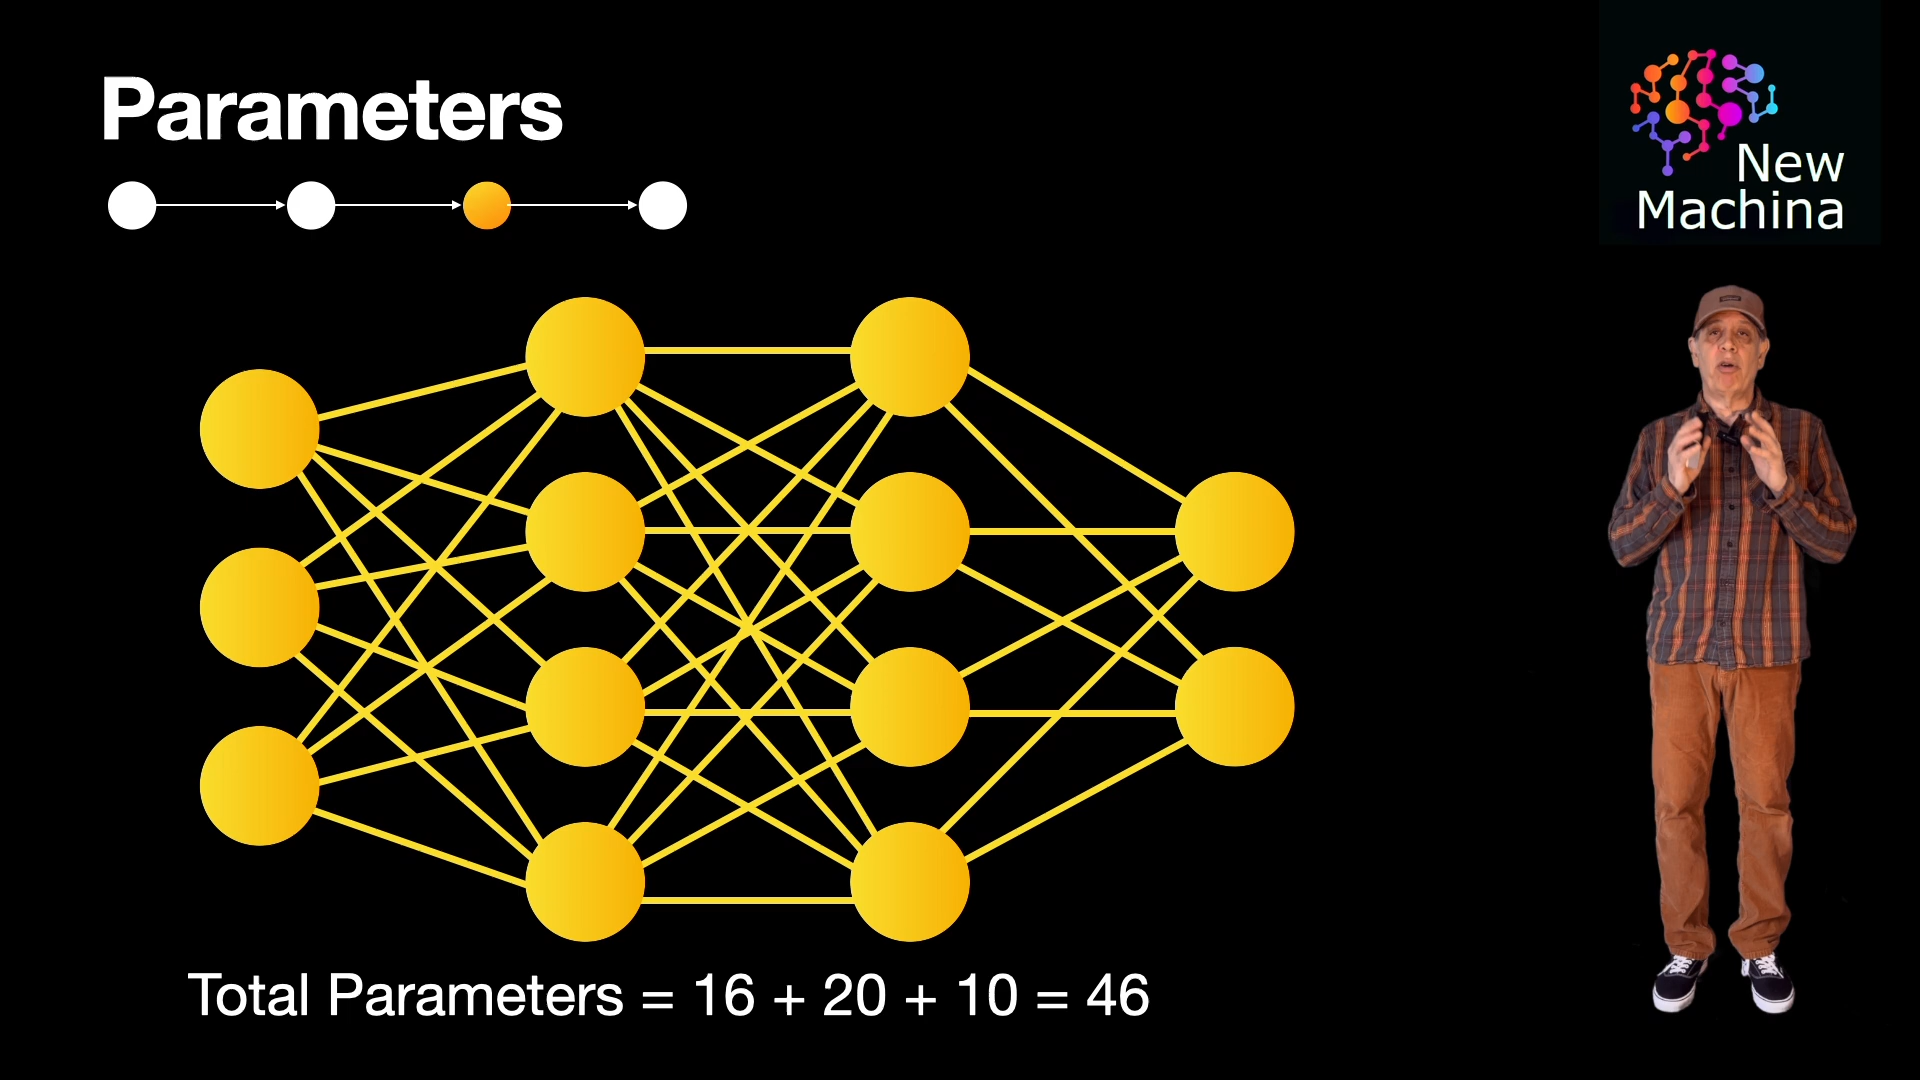 Parameters
New
Machina
Total Parameters = 16 + 20 + 10 = 46